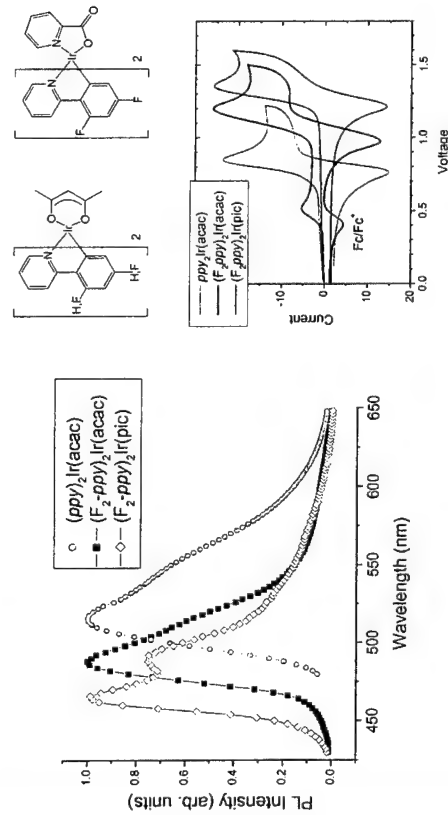 PL Intensity (arb. units)
1.0
0.8
0.6
0.4
0.2
0.0
(ppy)₂Ir(acac)
(F₂-ppy)₂Ir(acac)
(F₂-ppy)₂Ir(pic)
450
500
550
600
650
Wavelength (nm)
N
Ir
O
O
H,F
H,F
2
N
Ir
N
O
O
F
F
2
ppy₂Ir(acac)
(F₂ppy)₂Ir(acac)
(F₂ppy)₂Ir(pic)
Fc/Fc⁺
Current
-10
0
10
20
0.0
0.5
1.0
1.5
Voltage